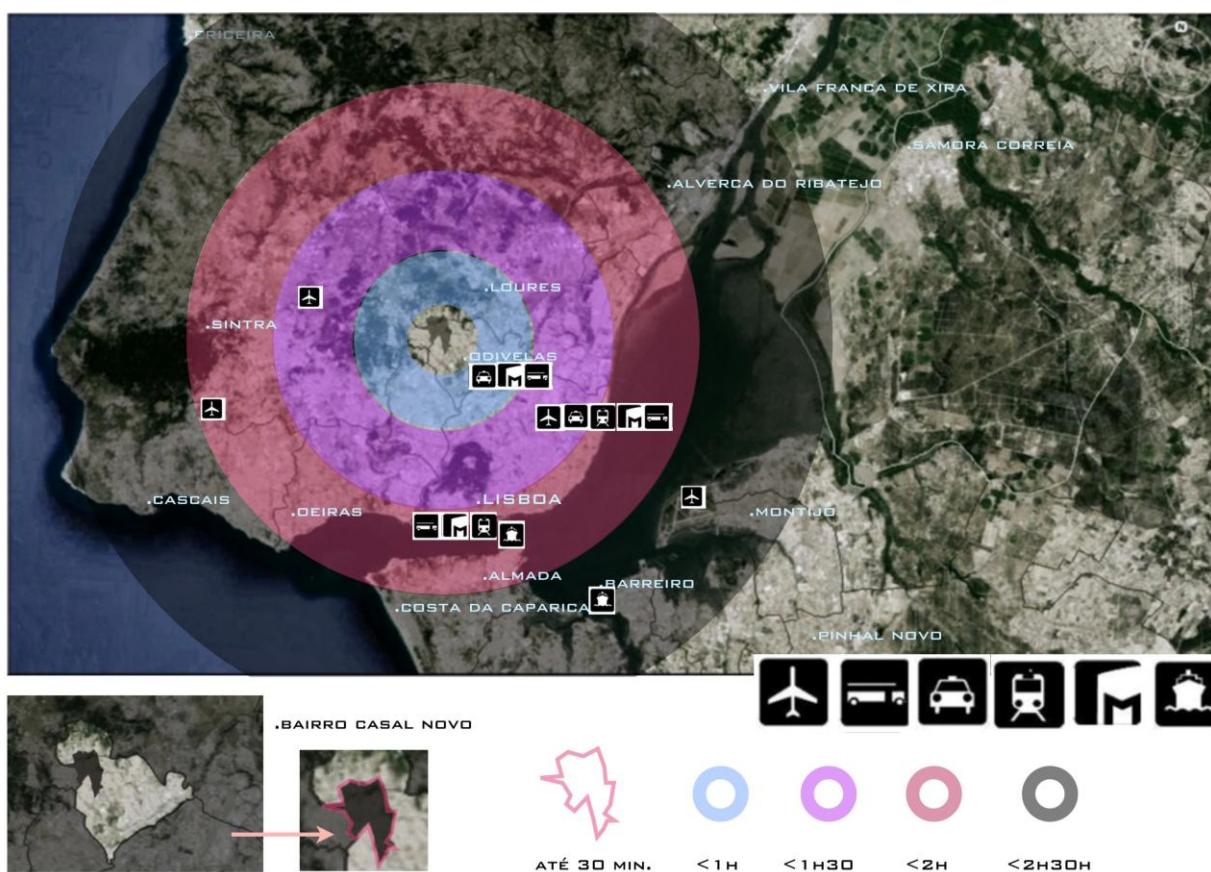 .ERICEIRA
.VILA FRANCA DE XIRA
.SAMORA CORREIA
.ALVERCA DO RIBATEJO
.LOURES
.SINTRA
.ODIVELAS
.CASCAIS
.OEIRAS
.LISBOA
.MONTIJO
.ALMADA
.BARREIRO
.COSTA DA CAPARICA
.PINHAL NOVO
N
.BAIRRO CASAL NOVO
ATÉ 30 MIN.
<1H
<1H30
<2H
<2H30H